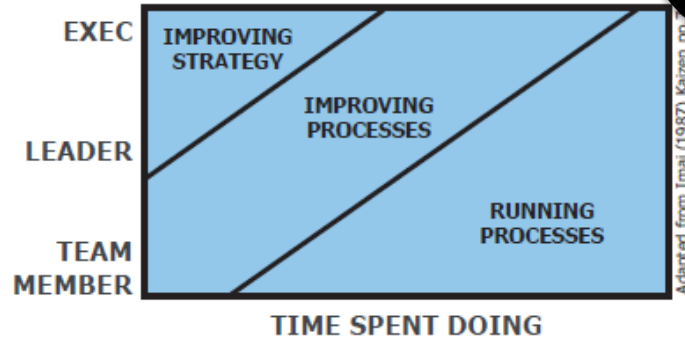 EXEC
LEADER
TEAM
MEMBER
IMPROVING
STRATEGY
IMPROVING
PROCESSES
RUNNING
PROCESSES
TIME SPENT DOING
Adapted from Imai (1987) Kaizen